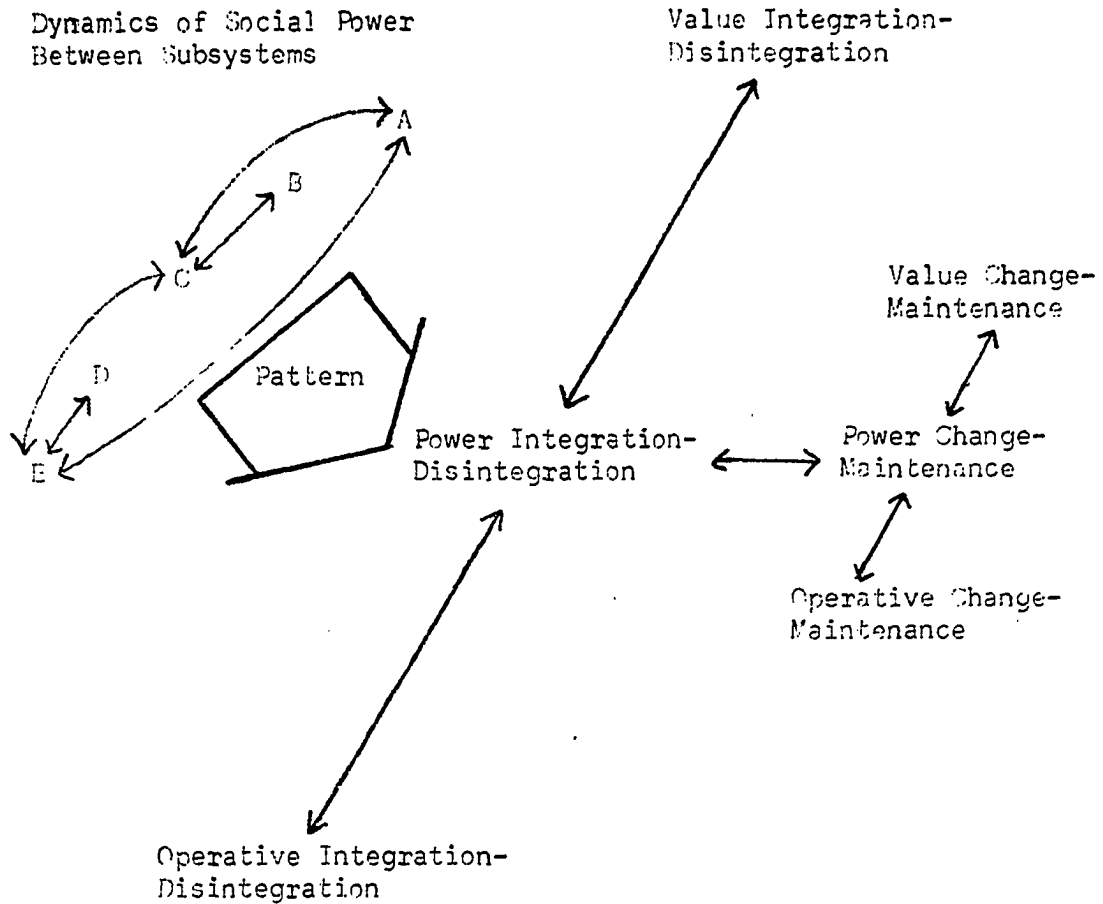 Dynamics of Social Power
Between Subsystems
Value Integration-
Disintegration
A
B
C
D
E
Pattern
Value Change-
Maintenance
Power Integration-
Disintegration
Power Change-
Maintenance
Operative Change-
Maintenance
Operative Integration-
Disintegration